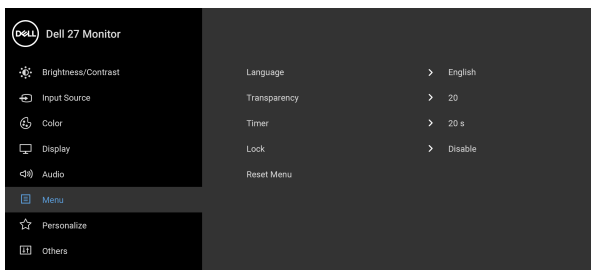 DELL Dell 27 Monitor
Brightness/Contrast
Input Source
Color
Display
Audio
Menu
Personalize
Others
Language > English
Transparency > 20
Timer > 20 s
Lock > Disable
Reset Menu